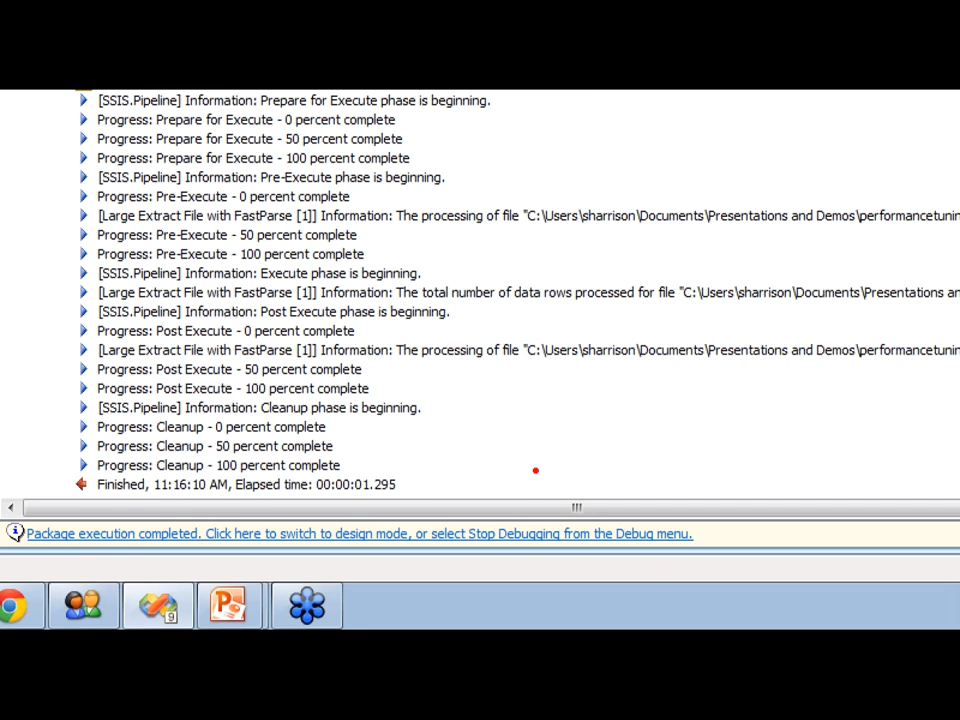 [SSIS.Pipeline] Information: Prepare for Execute phase is beginning.
Progress: Prepare for Execute - 0 percent complete
Progress: Prepare for Execute - 50 percent complete
Progress: Prepare for Execute - 100 percent complete
[SSIS.Pipeline] Information: Pre-Execute phase is beginning.
Progress: Pre-Execute - 0 percent complete
[Large Extract File with FastParse [1]] Information: The processing of file "C:\Users\sharrison\Documents\Presentations and Demos\performancetunin
Progress: Pre-Execute - 50 percent complete
Progress: Pre-Execute - 100 percent complete
[SSIS.Pipeline] Information: Execute phase is beginning.
[Large Extract File with FastParse [1]] Information: The total number of data rows processed for file "C:\Users\sharrison\Documents\Presentations an
[SSIS.Pipeline] Information: Post Execute phase is beginning.
Progress: Post Execute - 0 percent complete
[Large Extract File with FastParse [1]] Information: The processing of file "C:\Users\sharrison\Documents\Presentations and Demos\performancetunin
Progress: Post Execute - 50 percent complete
Progress: Post Execute - 100 percent complete
[SSIS.Pipeline] Information: Cleanup phase is beginning.
Progress: Cleanup - 0 percent complete
Progress: Cleanup - 50 percent complete
Progress: Cleanup - 100 percent complete
Finished, 11:16:10 AM, Elapsed time: 00:00:01.295
Package execution completed. Click here to switch to design mode, or select Stop Debugging from the Debug menu.
9
P